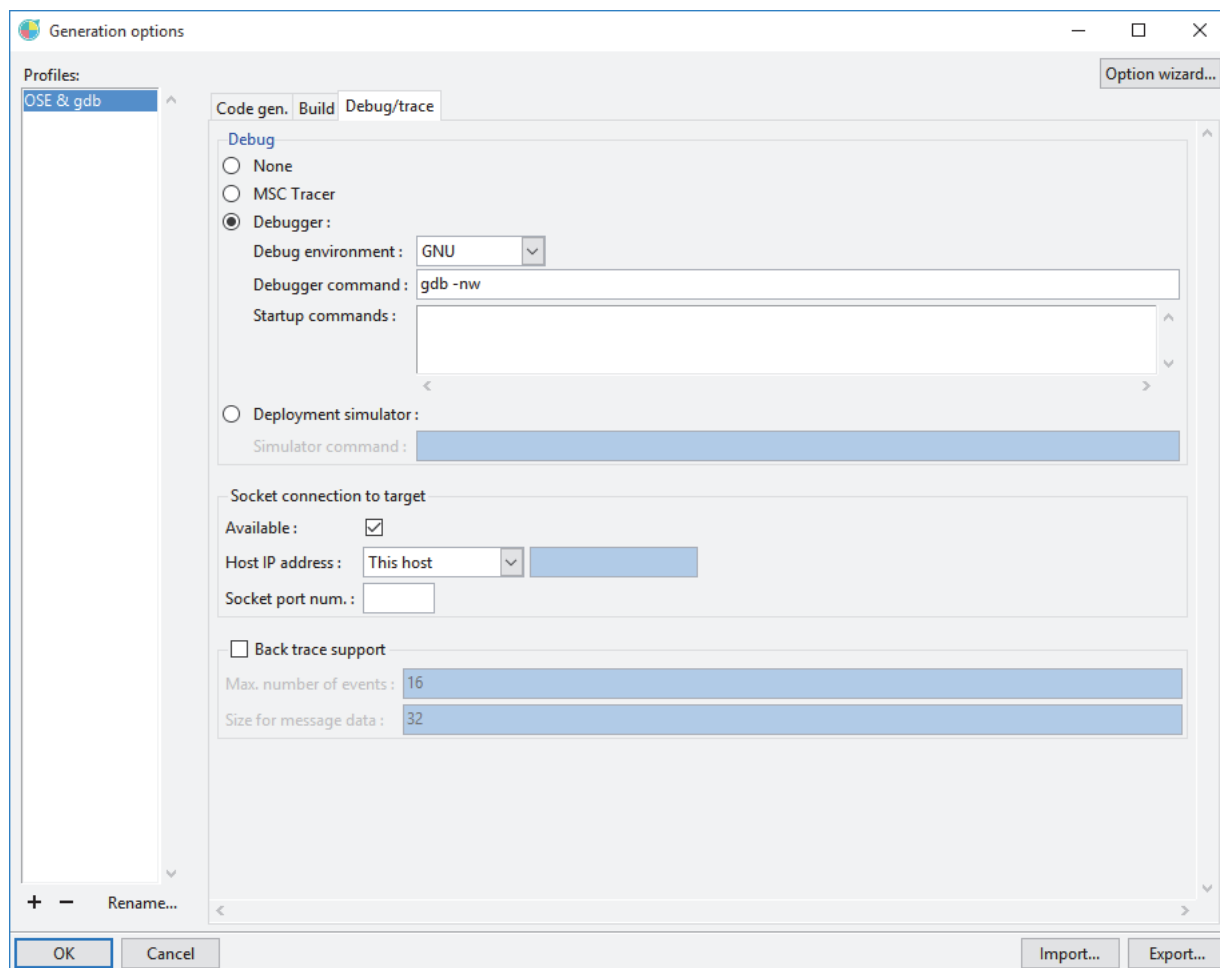 Generation options
Profiles:
Option wizard...
OSE & gdb
Code gen. Build Debug/trace
Debug
None
MSC Tracer
Debugger :
Debug environment : GNU
Debugger command : gdb -nw
Startup commands :
Deployment simulator :
Simulator command :
Socket connection to target
Available :
Host IP address : This host
Socket port num. :
Back trace support
Max. number of events : 16
Size for message data : 32
+ − Rename...
OK Cancel Import... Export...